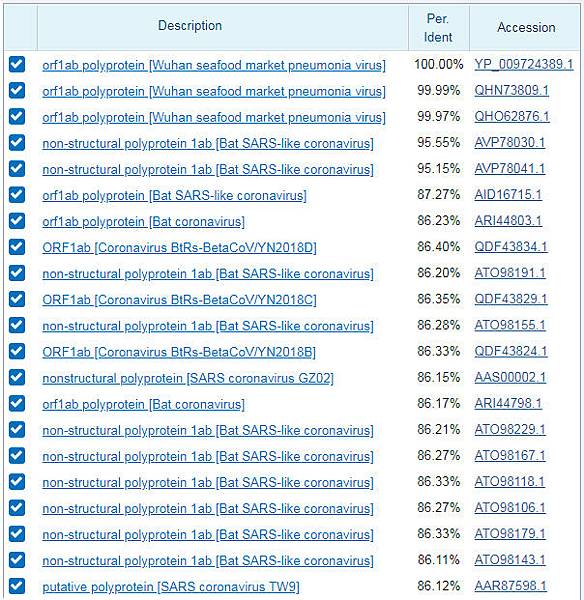 Description Per. Ident Accession
orf1ab polyprotein [Wuhan seafood market pneumonia virus] 100.00% YP_009724389.1
orf1ab polyprotein [Wuhan seafood market pneumonia virus] 99.99% QHN73809.1
orf1ab polyprotein [Wuhan seafood market pneumonia virus] 99.97% QHO62876.1
non-structural polyprotein 1ab [Bat SARS-like coronavirus] 95.55% AVP78030.1
non-structural polyprotein 1ab [Bat SARS-like coronavirus] 95.15% AVP78041.1
orf1ab polyprotein [Bat SARS-like coronavirus] 87.27% AID16715.1
orf1ab polyprotein [Bat coronavirus] 86.23% ARI44803.1
ORF1ab [Coronavirus BtRs-BetaCoV/YN2018D] 86.40% QDF43834.1
non-structural polyprotein 1ab [Bat SARS-like coronavirus] 86.20% ATO98191.1
ORF1ab [Coronavirus BtRs-BetaCoV/YN2018C] 86.35% QDF43829.1
non-structural polyprotein 1ab [Bat SARS-like coronavirus] 86.28% ATO98155.1
ORF1ab [Coronavirus BtRs-BetaCoV/YN2018B] 86.33% QDF43824.1
nonstructural polyprotein [SARS coronavirus GZ02] 86.15% AAS00002.1
orf1ab polyprotein [Bat coronavirus] 86.17% ARI44798.1
non-structural polyprotein 1ab [Bat SARS-like coronavirus] 86.21% ATO98229.1
non-structural polyprotein 1ab [Bat SARS-like coronavirus] 86.27% ATO98167.1
non-structural polyprotein 1ab [Bat SARS-like coronavirus] 86.33% ATO98118.1
non-structural polyprotein 1ab [Bat SARS-like coronavirus] 86.27% ATO98106.1
non-structural polyprotein 1ab [Bat SARS-like coronavirus] 86.33% ATO98179.1
non-structural polyprotein 1ab [Bat SARS-like coronavirus] 86.11% ATO98143.1
putative polyprotein [SARS coronavirus TW9] 86.12% AAR87598.1